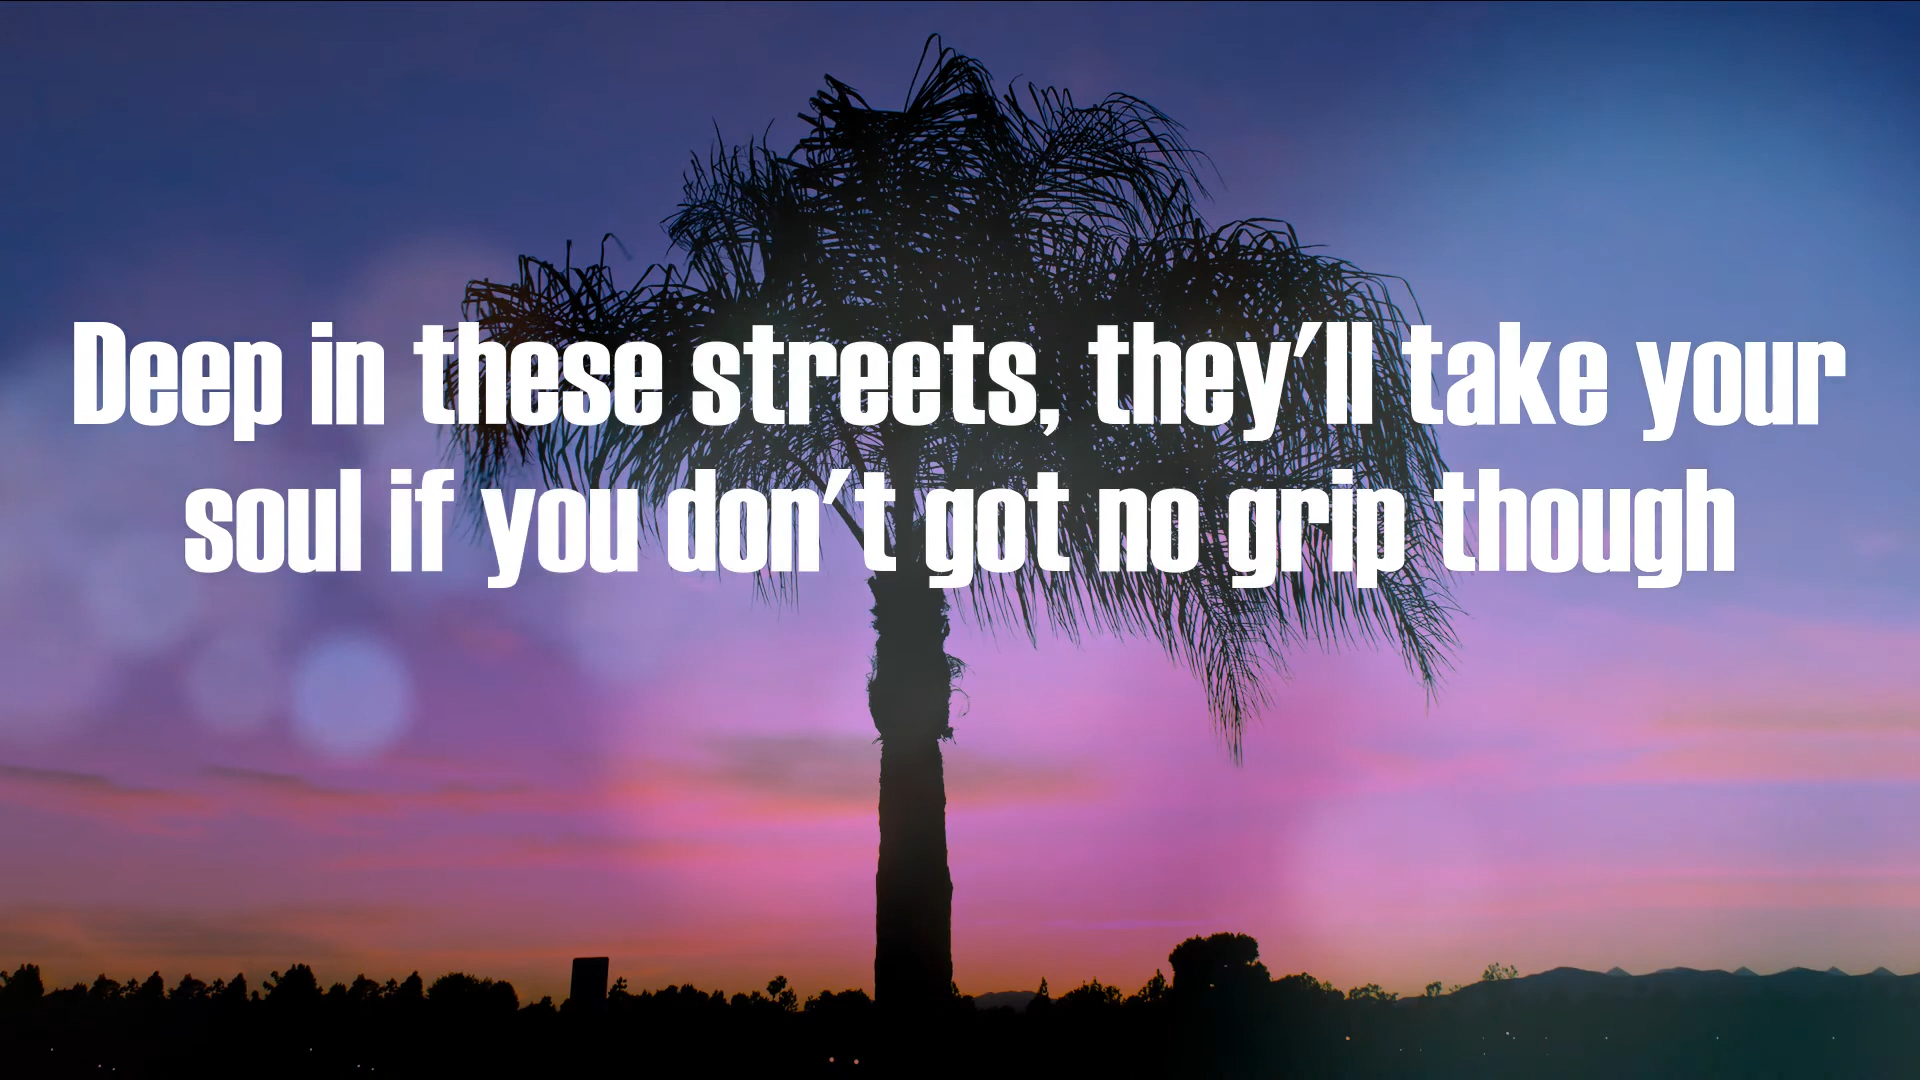 Deep in these streets, they'll take your
soul if you don't got no grip though